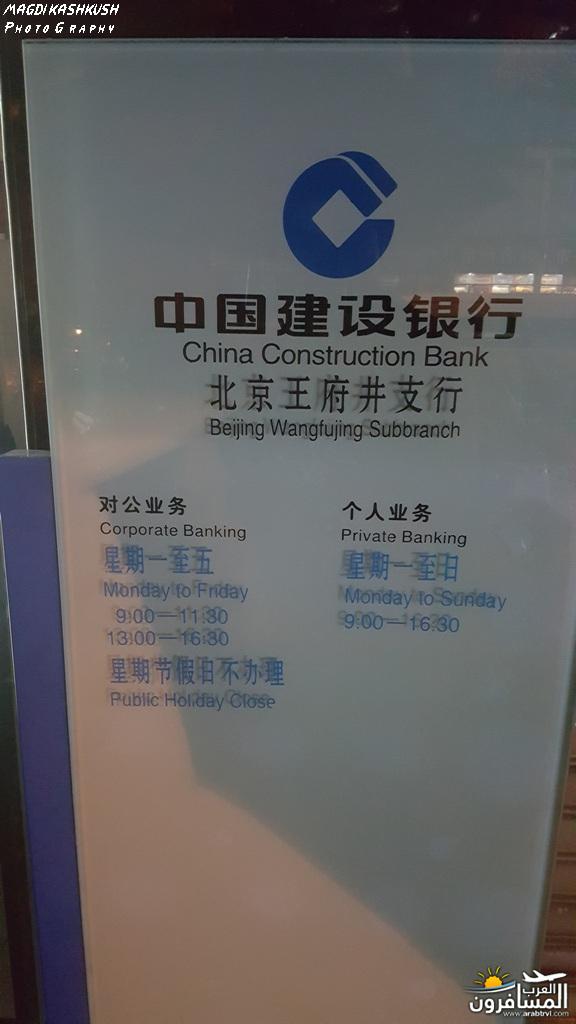 MAGDI KASHKUSH
PHOTOGRAPHY
中国建设银行
China Construction Bank
北京王府井支行
Beijing Wangfujing Subbranch
对公业务
Corporate Banking
星期一至五
Monday to Friday
9:00—11:30
13:00—16:30
星期节假日不办理
Public Holiday Close
个人业务
Private Banking
星期一至日
Monday to Sunday
9:00—16:30
العرب
المسافرون
www.arabtrvl.com